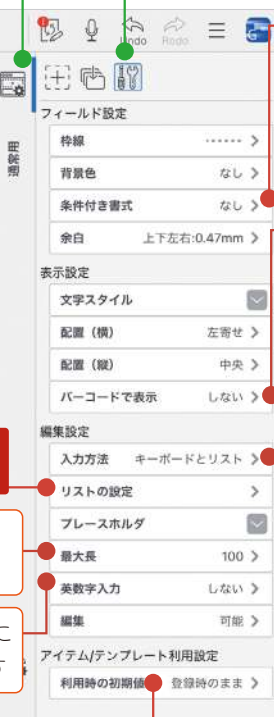 Undo Redo
通常用
フィールド設定
枠線 ------ >
背景色 なし >
条件付き書式 なし >
余白 上下左右:0.47mm >
表示設定
文字スタイル
配置（横） 左寄せ >
配置（縦） 中央 >
バーコードで表示 しない >
編集設定
入力方法 キーボードとリスト >
リストの設定 >
プレースホルダ
最大長 100 >
に
英数字入力 しない >
す
編集 可能 >
アイテム/テンプレート利用設定
利用時の初期値 登録時のまま >